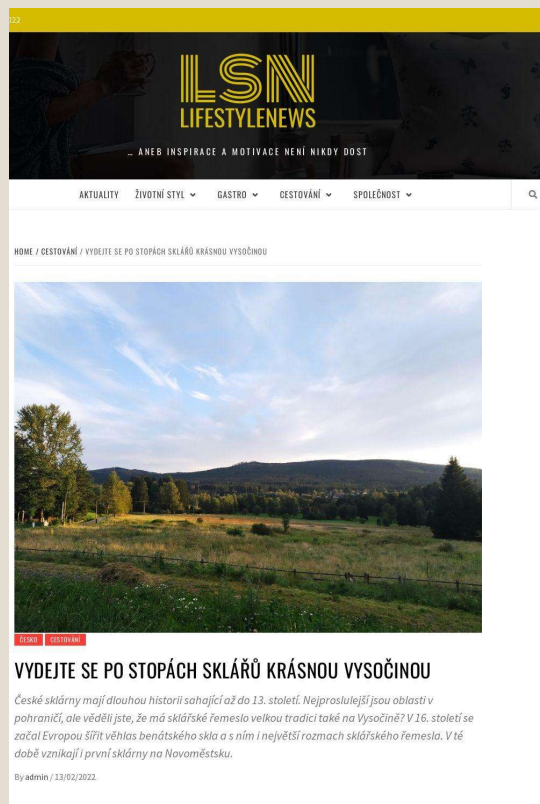 022
LSN
LIFESTYLENEWS
… ANEB INSPIRACE A MOTIVACE NENÍ NIKDY DOST
AKTUALITY ŽIVOTNÍ STYL GASTRO CESTOVÁNÍ SPOLEČNOST
HOME / CESTOVÁNÍ / VYDEJTE SE PO STOPÁCH SKLÁŘŮ KRÁSNOU VYSOČINOU
ČESKO CESTOVÁNÍ
VYDEJTE SE PO STOPÁCH SKLÁŘŮ KRÁSNOU VYSOČINOU
České sklárny mají dlouhou historii sahající až do 13. století. Nejproslulejší jsou oblasti v
pohraničí, ale věděli jste, že má sklářské řemeslo velkou tradici také na Vysočině? V 16. století se
začal Evropou šířit věhlas benátského skla a s ním i největší rozmach sklářského řemesla. V té
době vznikají i první sklárny na Novoměstsku.
By admin / 13/02/2022